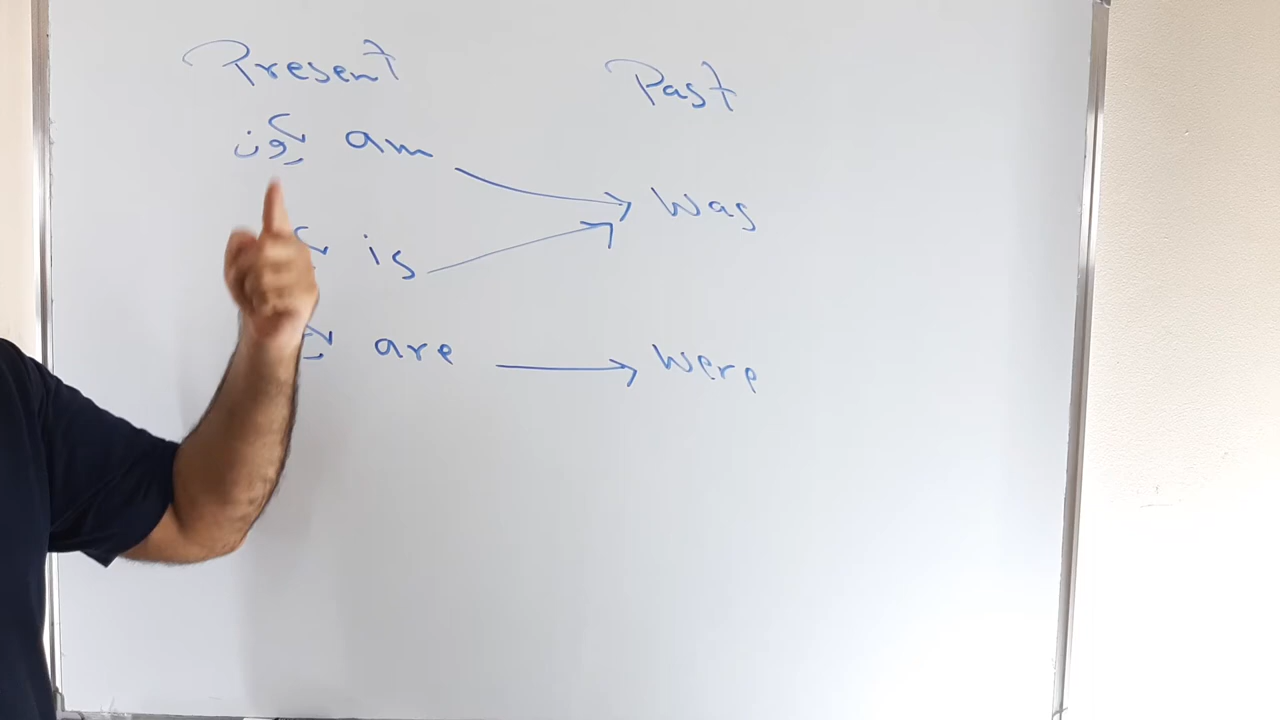 Present Past
يكون am
Was
is
are Were